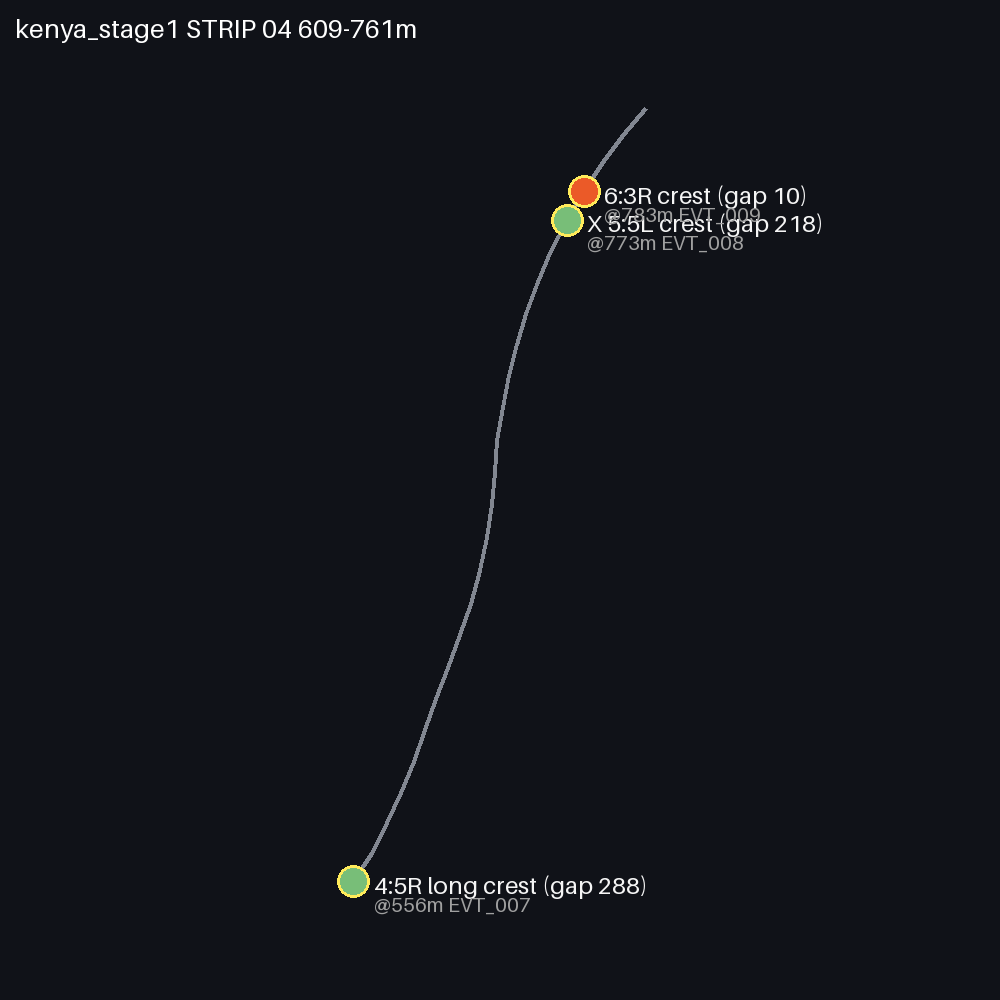 kenya_stage1 STRIP 04 609-761m
6:3R crest (gap 10)
@783m EVT_009
X 5:5L crest (gap 218)
@773m EVT_008
4:5R long crest (gap 288)
@556m EVT_007